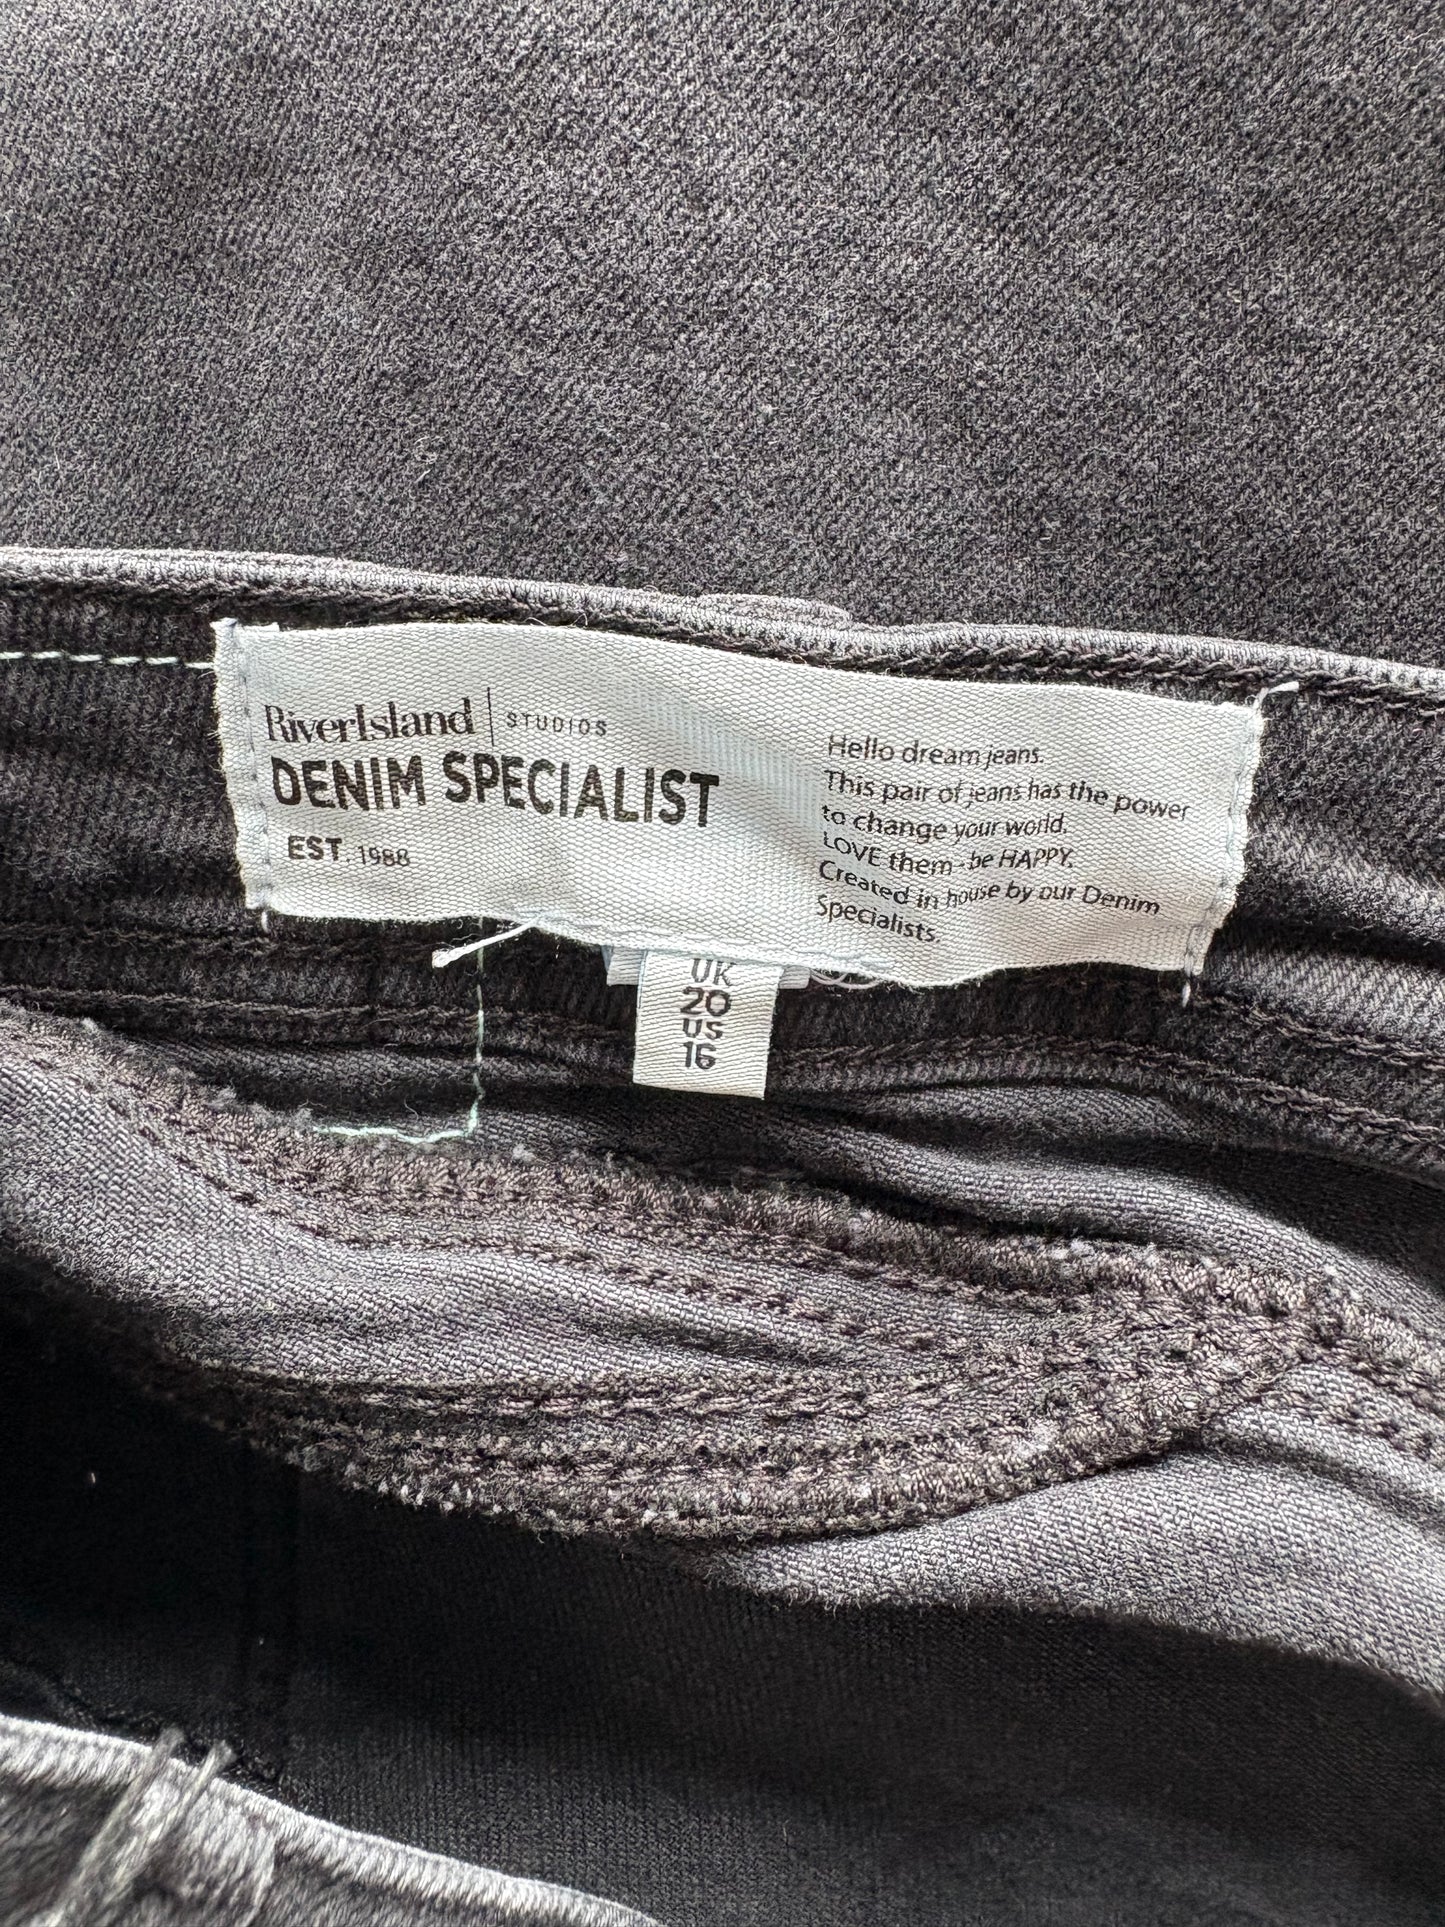 RiverIsland | STUDIOS
DENIM SPECIALIST
EST. 1988
Hello dream jeans.
This pair of jeans has the power
to change your world.
LOVE them - be HAPPY.
Created in house by our Denim
Specialists.
UK
20
US
16